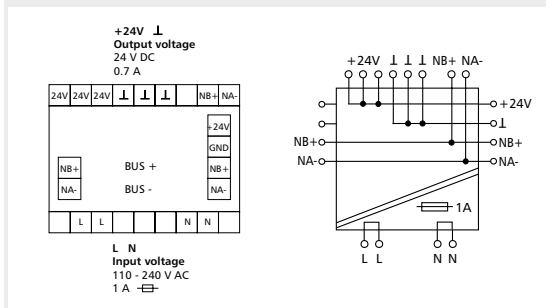 +24V ⊥
Output voltage
24 V DC
0.7 A
24V 24V 24V ⊥ ⊥ ⊥ NB+ NA-
+24V
GND
NB+ BUS + NB+
NA- BUS - NA-
L L N N
L N
Input voltage
110 - 240 V AC
1 A
+24V ⊥ ⊥ ⊥ NB+ NA-
+24V
⊥
NB+ NB+
NA- NA-
1A
L L N N